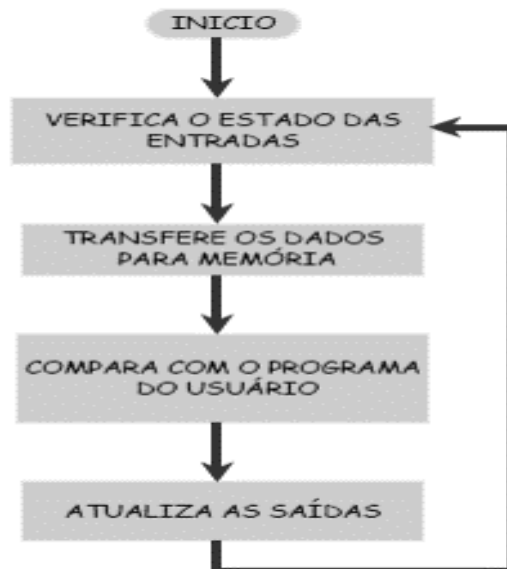 INICIO
VERIFICA O ESTADO DAS
ENTRADAS
TRANSFERE OS DADOS
PARA MEMÓRIA
COMPARA COM O PROGRAMA
DO USUÁRIO
ATUALIZA AS SAÍDAS